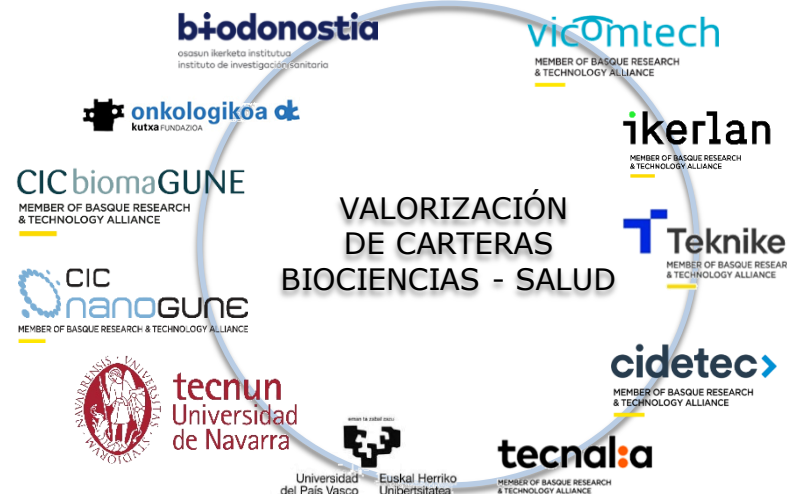 biodonostia
osasun ikerketa institutua
instituto de investigación sanitaria
vicomtech
MEMBER OF BASQUE RESEARCH
& TECHNOLOGY ALLIANCE
onkologikoa ok
kutxa FUNDAZIOA
ikerlan
MEMBER OF BASQUE RESEARCH
& TECHNOLOGY ALLIANCE
CIC biomaGUNE
MEMBER OF BASQUE RESEARCH
& TECHNOLOGY ALLIANCE
VALORIZACIÓN
DE CARTERAS
BIOCIENCIAS - SALUD
Teknike
MEMBER OF BASQUE RESEAR
& TECHNOLOGY ALLIANCE
CIC
nanoGUNE
MEMBER OF BASQUE RESEARCH & TECHNOLOGY ALLIANCE
cidetec>
MEMBER OF BASQUE RESEARCH
& TECHNOLOGY ALLIANCE
tecnun
Universidad
de Navarra
eman ta zabal zazu
Universidad
del País Vasco
Euskal Herriko
Unibertsitatea
tecnal:a
MEMBER OF BASQUE RESEARCH
& TECHNOLOGY ALLIANCE